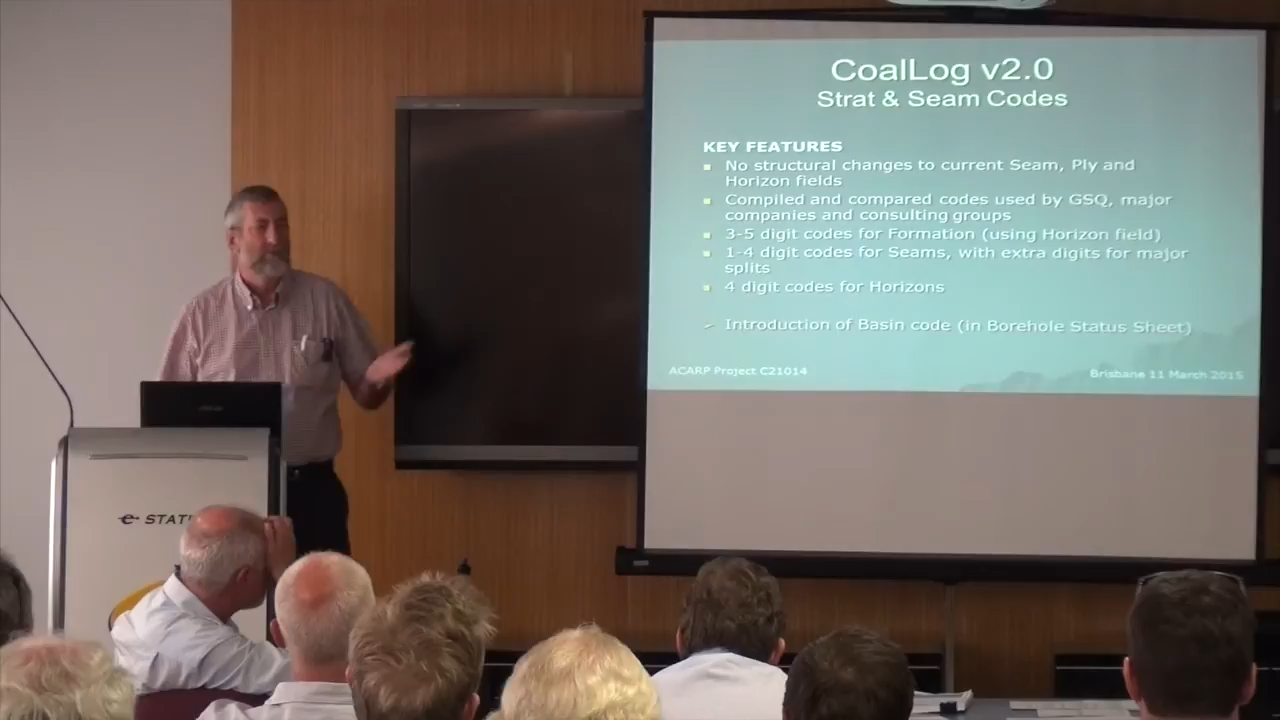 CoalLog v2.0
Strat & Seam Codes
KEY FEATURES
No structural changes to current Seam, Ply and
Horizon fields
Compiled and compared codes used by GSQ, major
companies and consulting groups
3-5 digit codes for Formation (using Horizon field)
1-4 digit codes for Seams, with extra digits for major
splits
4 digit codes for Horizons
Introduction of Basin code (in Borehole Status Sheet)
ACARP Project C21014
Brisbane 11 March 2015